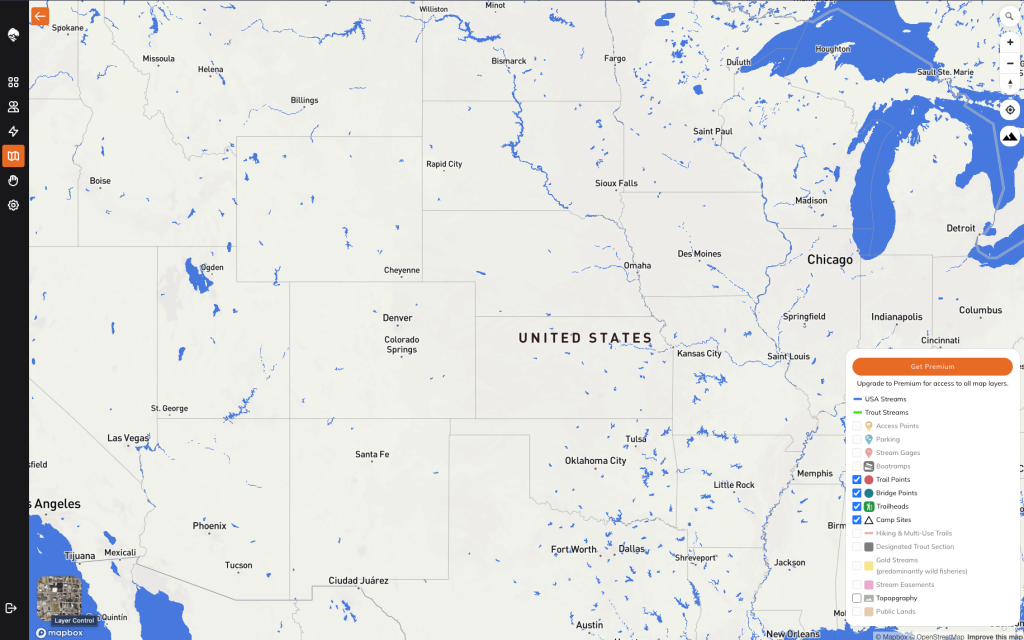 Williston
Minot
Spokane
Missoula
Helena
Bismarck
Fargo
Duluth
Houghton
Sault Ste. Marie
Billings
Saint Paul
Rapid City
Boise
Sioux Falls
Madison
Detroit
Ogden
Cheyenne
Omaha
Des Moines
Chicago
Denver
Springfield
Indianapolis
Columbus
Colorado
Springs
UNITED STATES
Kansas City
Saint Louis
Cincinnati
St. George
Las Vegas
sfield
Santa Fe
Tulsa
Oklahoma City
Memphis
Little Rock
s Angeles
Phoenix
Birm
Tijuana
Mexicali
Tucson
Fort Worth
Dallas
Shreveport
Jackson
Ciudad Juárez
Quintín
Austin
New Orleans
Mol
Get Premium
Upgrade to Premium for access to all map layers.
USA Streams
Trout Streams
Access Points
Parking
Stream Gages
Boatramps
Trail Points
Bridge Points
Trailheads
Camp Sites
Hiking & Multi-Use Trails
Designated Trout Section
Gold Streams
(predominantly wild fisheries)
Stream Easements
Topapgraphy
Public Lands
Layer Control
mapbox
© Mapbox © OpenStreetMap Improve this map